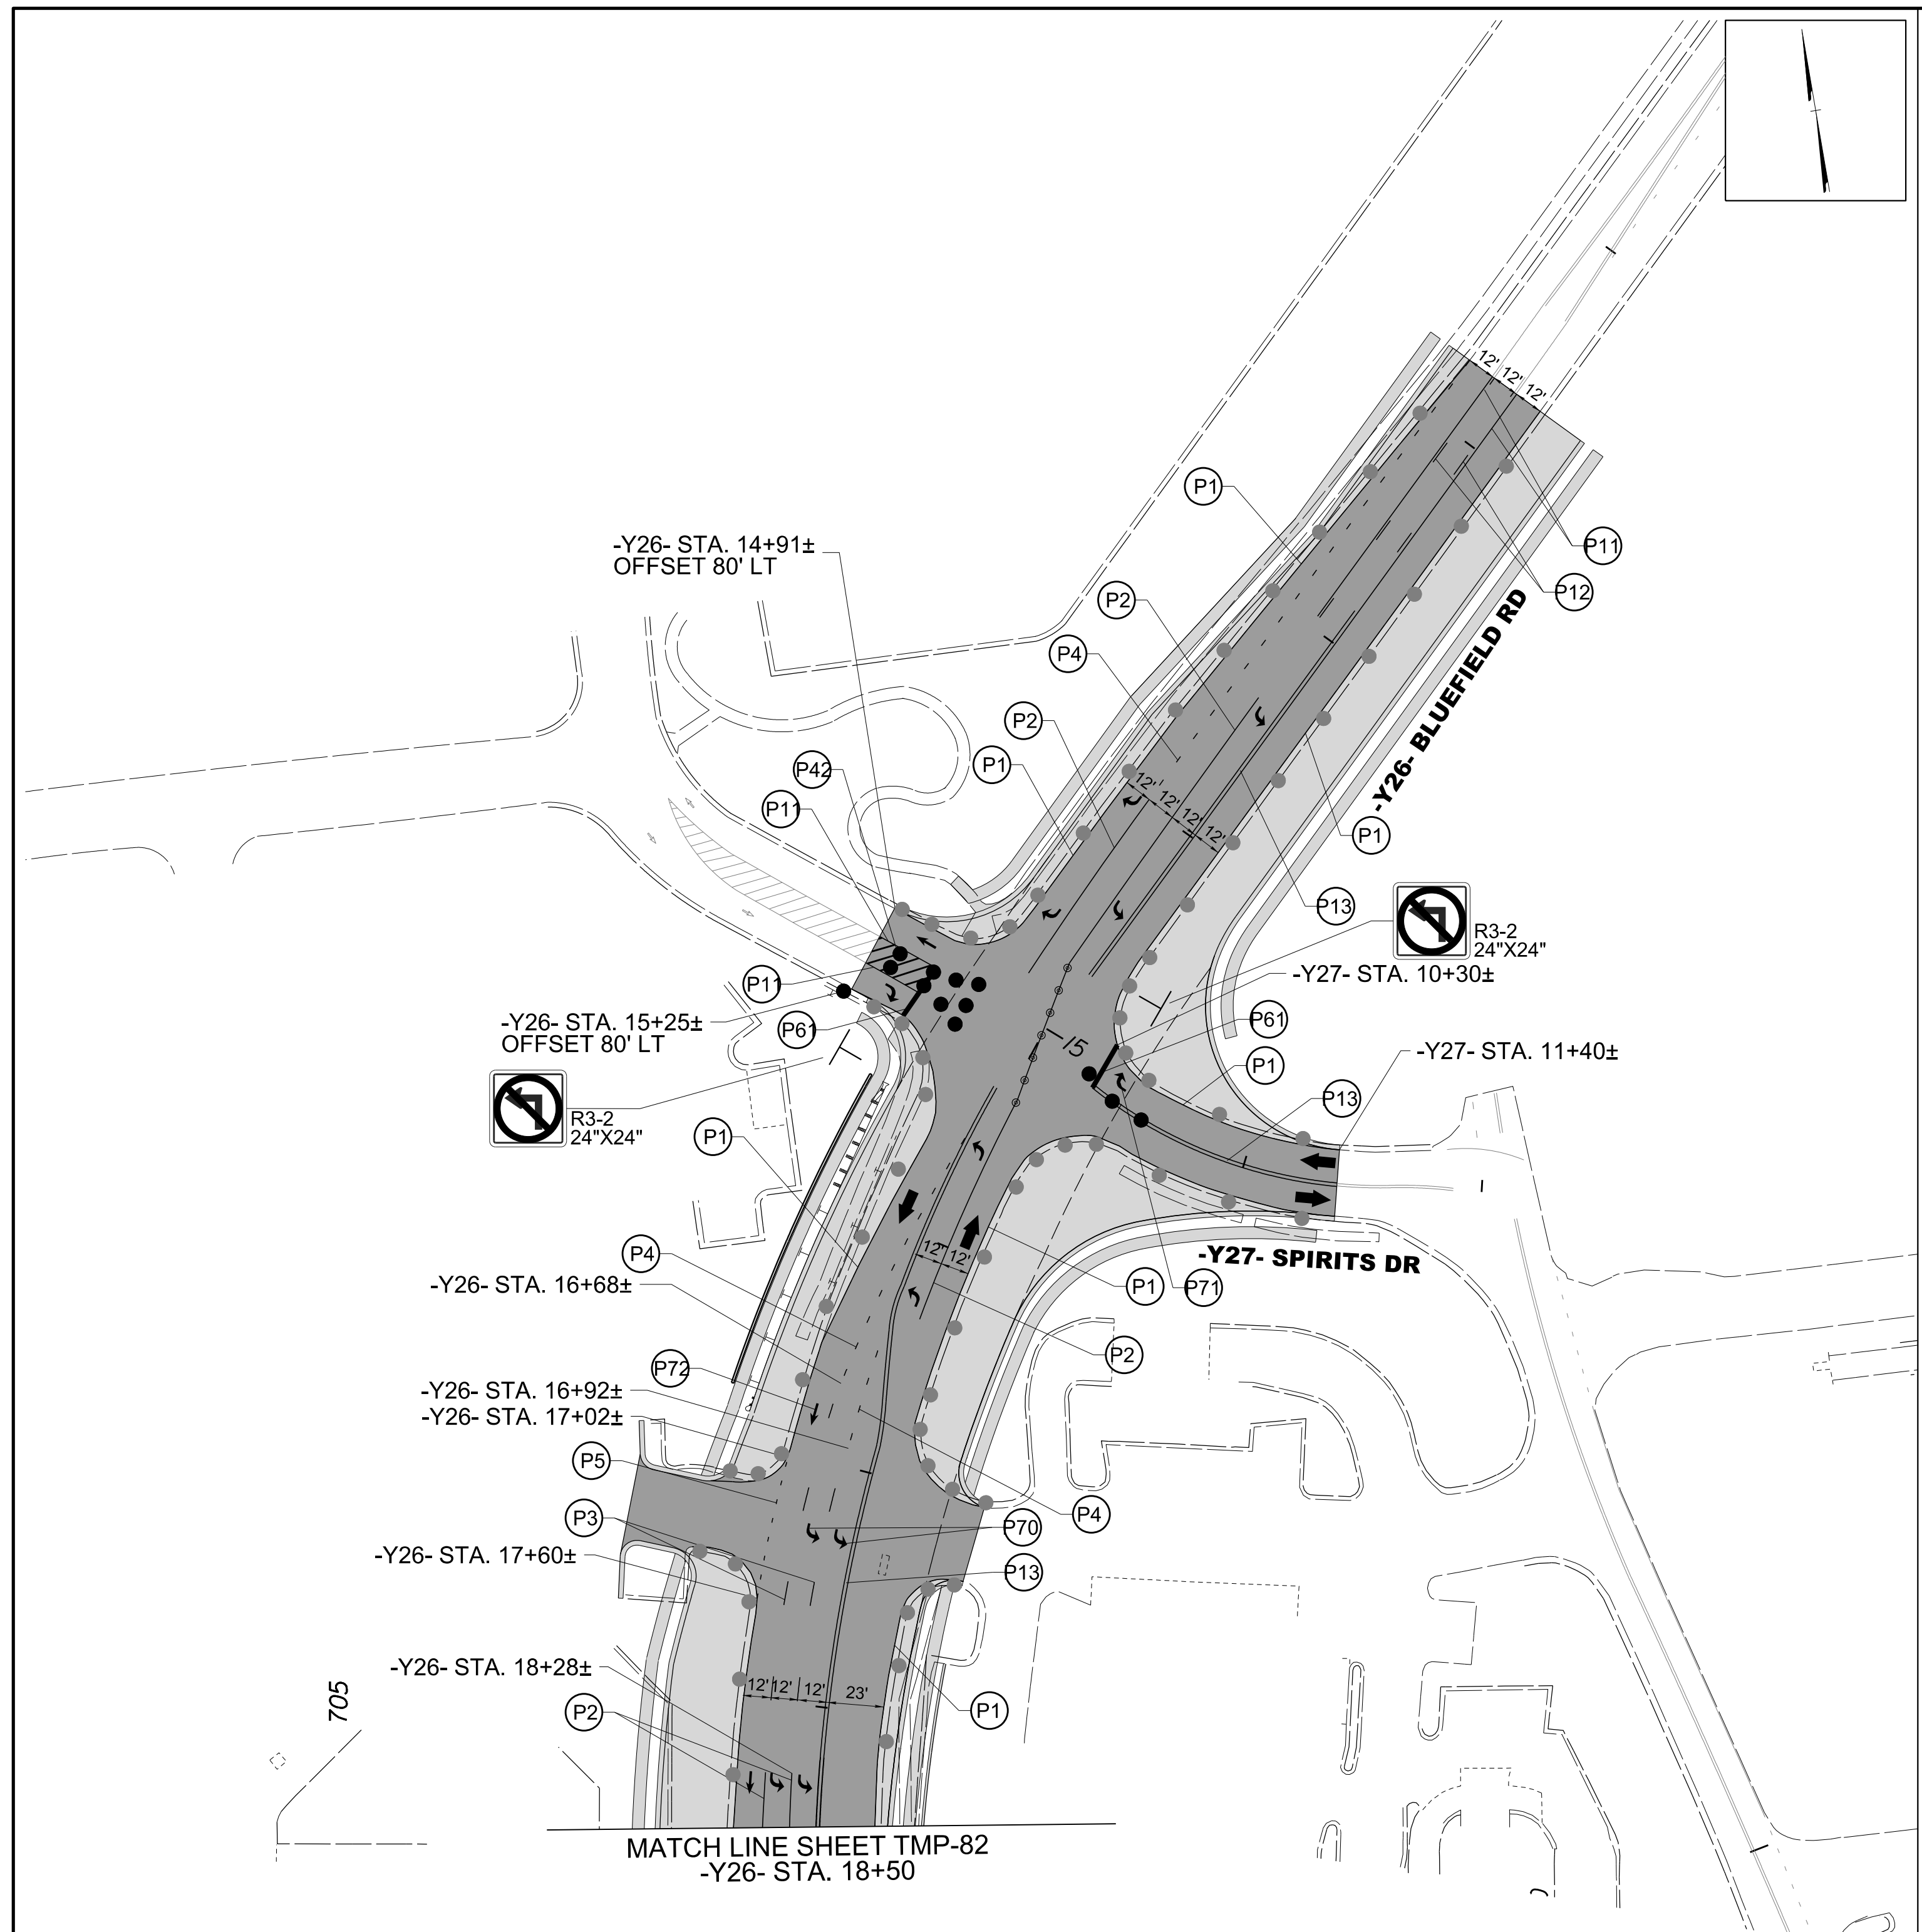 12'
12'
12'
P1
-Y26- STA. 14+91±
OFFSET 80' LT
P11
P12
P2
P4
-Y26- BLUEFIELD RD
P2
P1
P42
P11
12'
12'
12'
12'
P1
P13
R3-2
24"X24"
-Y27- STA. 10+30±
P11
P61
-Y26- STA. 15+25±
OFFSET 80' LT
P61
15
-Y27- STA. 11+40±
P1
R3-2
24"X24"
P13
P1
P4
12'
12'
-Y27- SPIRITS DR
-Y26- STA. 16+68±
P1
P71
P72
P2
-Y26- STA. 16+92±
-Y26- STA. 17+02±
P5
P4
P3
P70
-Y26- STA. 17+60±
P13
-Y26- STA. 18+28±
705
12'
12'
12'
23'
P2
P1
MATCH LINE SHEET TMP-82
-Y26- STA. 18+50